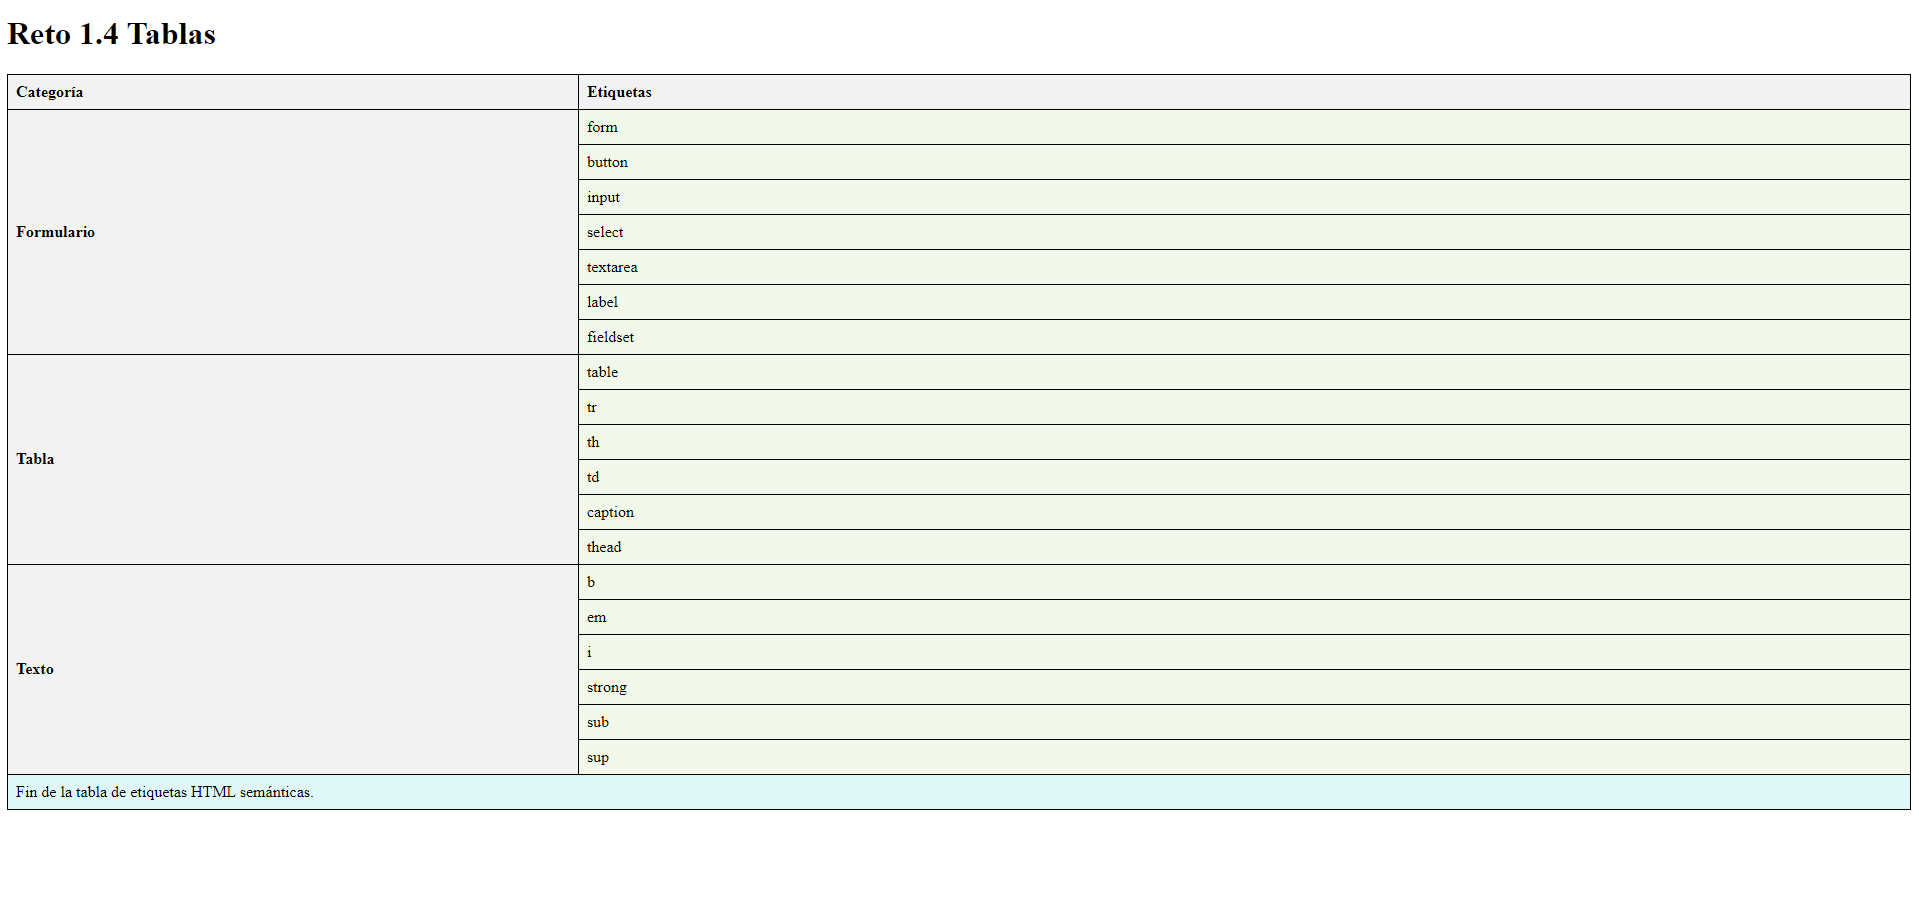 Reto 1.4 Tablas
Categoría Etiquetas
Formulario
form
button
input
select
textarea
label
fieldset
Tabla
table
tr
th
td
caption
thead
Texto
b
em
i
strong
sub
sup
Fin de la tabla de etiquetas HTML semánticas.